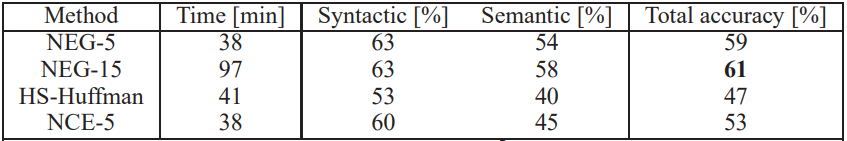 Method Time [min] Syntactic [%] Semantic [%] Total accuracy [%]
NEG-5 38 63 54 59
NEG-15 97 63 58 61
HS-Huffman 41 53 40 47
NCE-5 38 60 45 53